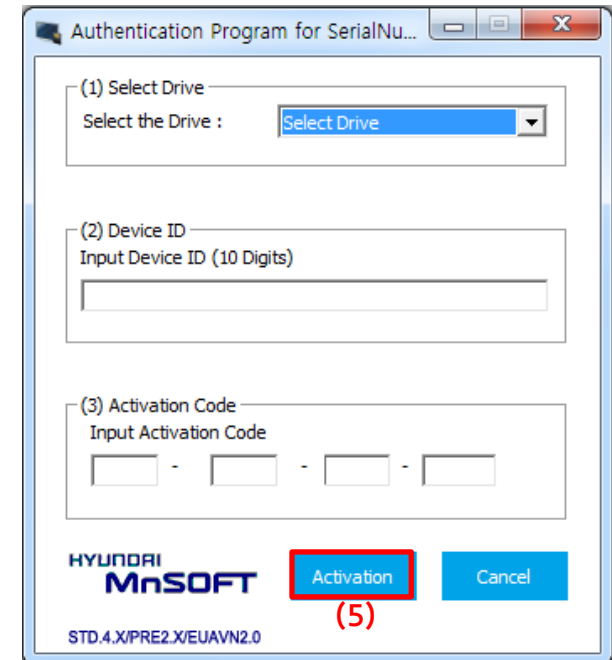 Authentication Program for SerialNu...
(1) Select Drive
Select the Drive :
Select Drive
(2) Device ID
Input Device ID (10 Digits)
(3) Activation Code
Input Activation Code
- - -
HYUNDAI
MnSOFT
Activation
Cancel
(5)
STD.4.X/PRE2.X/EUAVN2.0